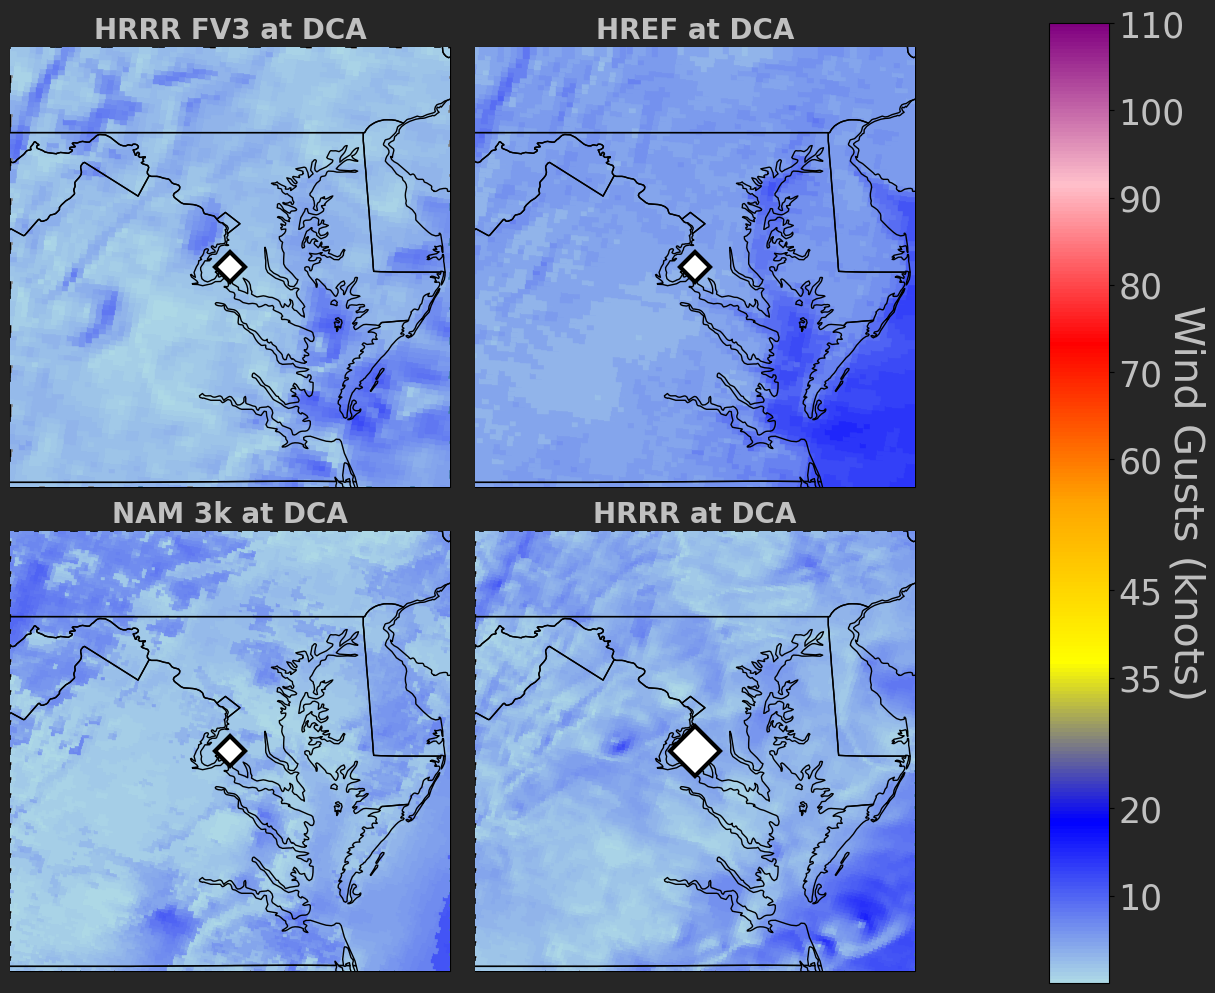 HRRR FV3 at DCA
HREF at DCA
NAM 3k at DCA
HRRR at DCA
110
100
90
80
70
60
45
35
20
10
Wind Gusts (knots)